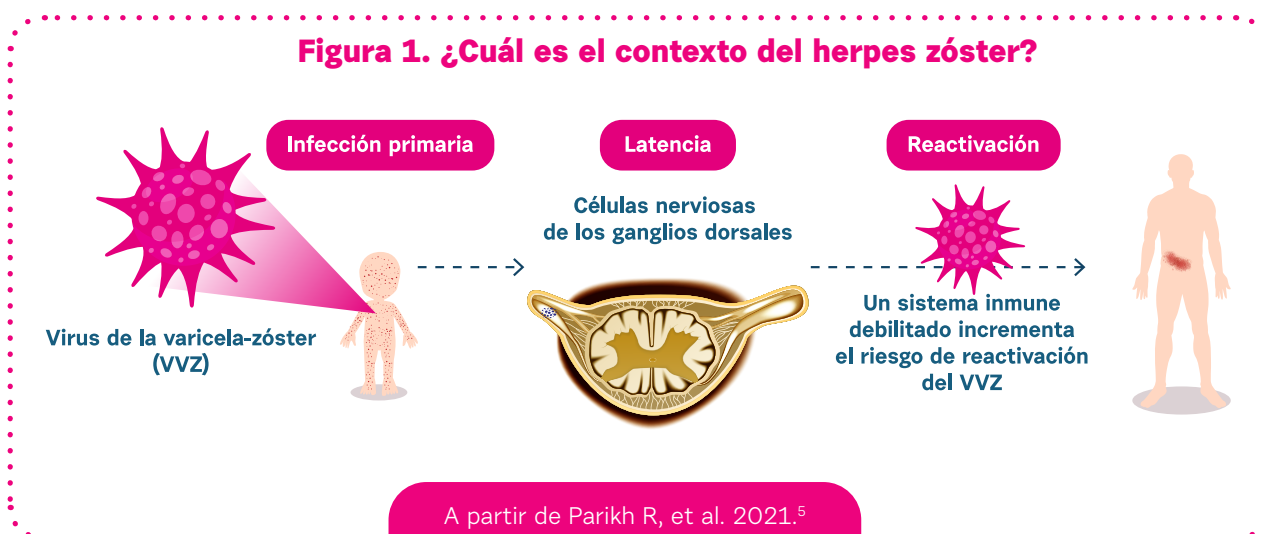 Figura 1. ¿Cuál es el contexto del herpes zóster?
Infección primaria
Latencia
Reactivación
Células nerviosas
de los ganglios dorsales
Virus de la varicela-zóster
(VVZ)
Un sistema inmune
debilitado incrementa
el riesgo de reactivación
del VVZ
A partir de Parikh R, et al. 2021.⁵